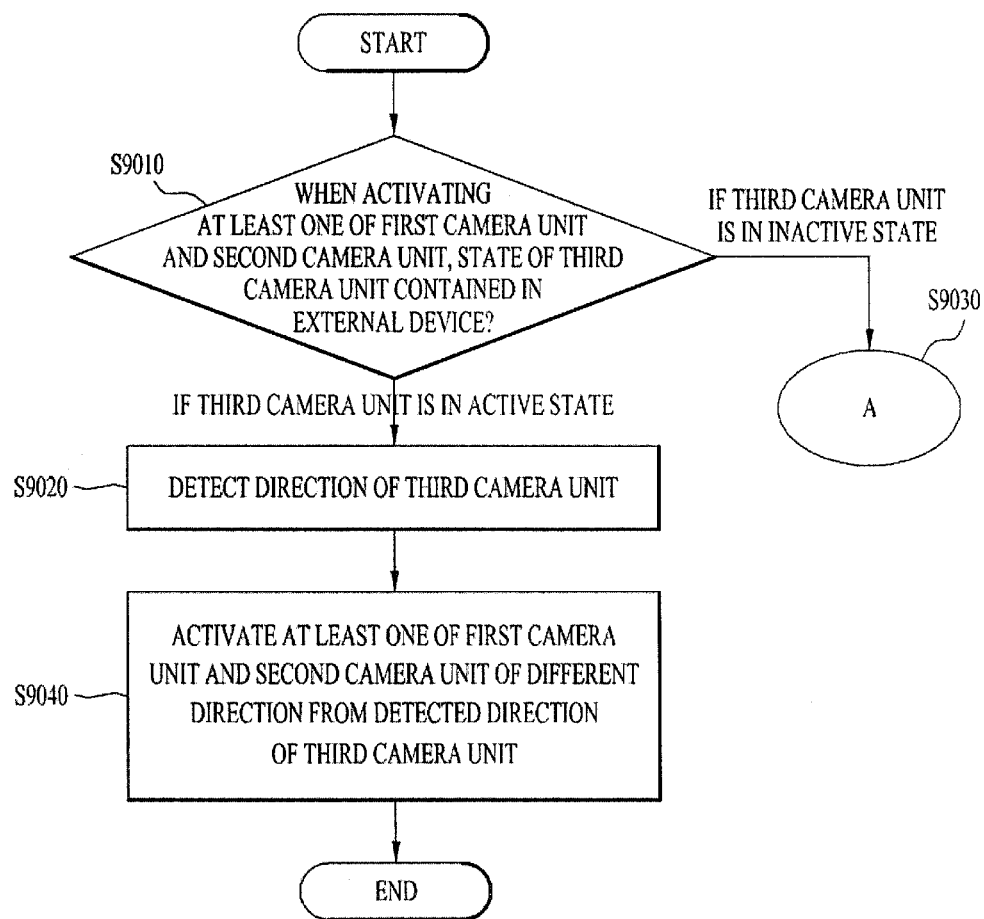 START
S9010
WHEN ACTIVATING
AT LEAST ONE OF FIRST CAMERA UNIT
AND SECOND CAMERA UNIT, STATE OF THIRD
CAMERA UNIT CONTAINED IN
EXTERNAL DEVICE?
IF THIRD CAMERA UNIT
IS IN INACTIVE STATE
S9030
A
IF THIRD CAMERA UNIT IS IN ACTIVE STATE
S9020
DETECT DIRECTION OF THIRD CAMERA UNIT
S9040
ACTIVATE AT LEAST ONE OF FIRST CAMERA
UNIT AND SECOND CAMERA UNIT OF DIFFERENT
DIRECTION FROM DETECTED DIRECTION
OF THIRD CAMERA UNIT
END